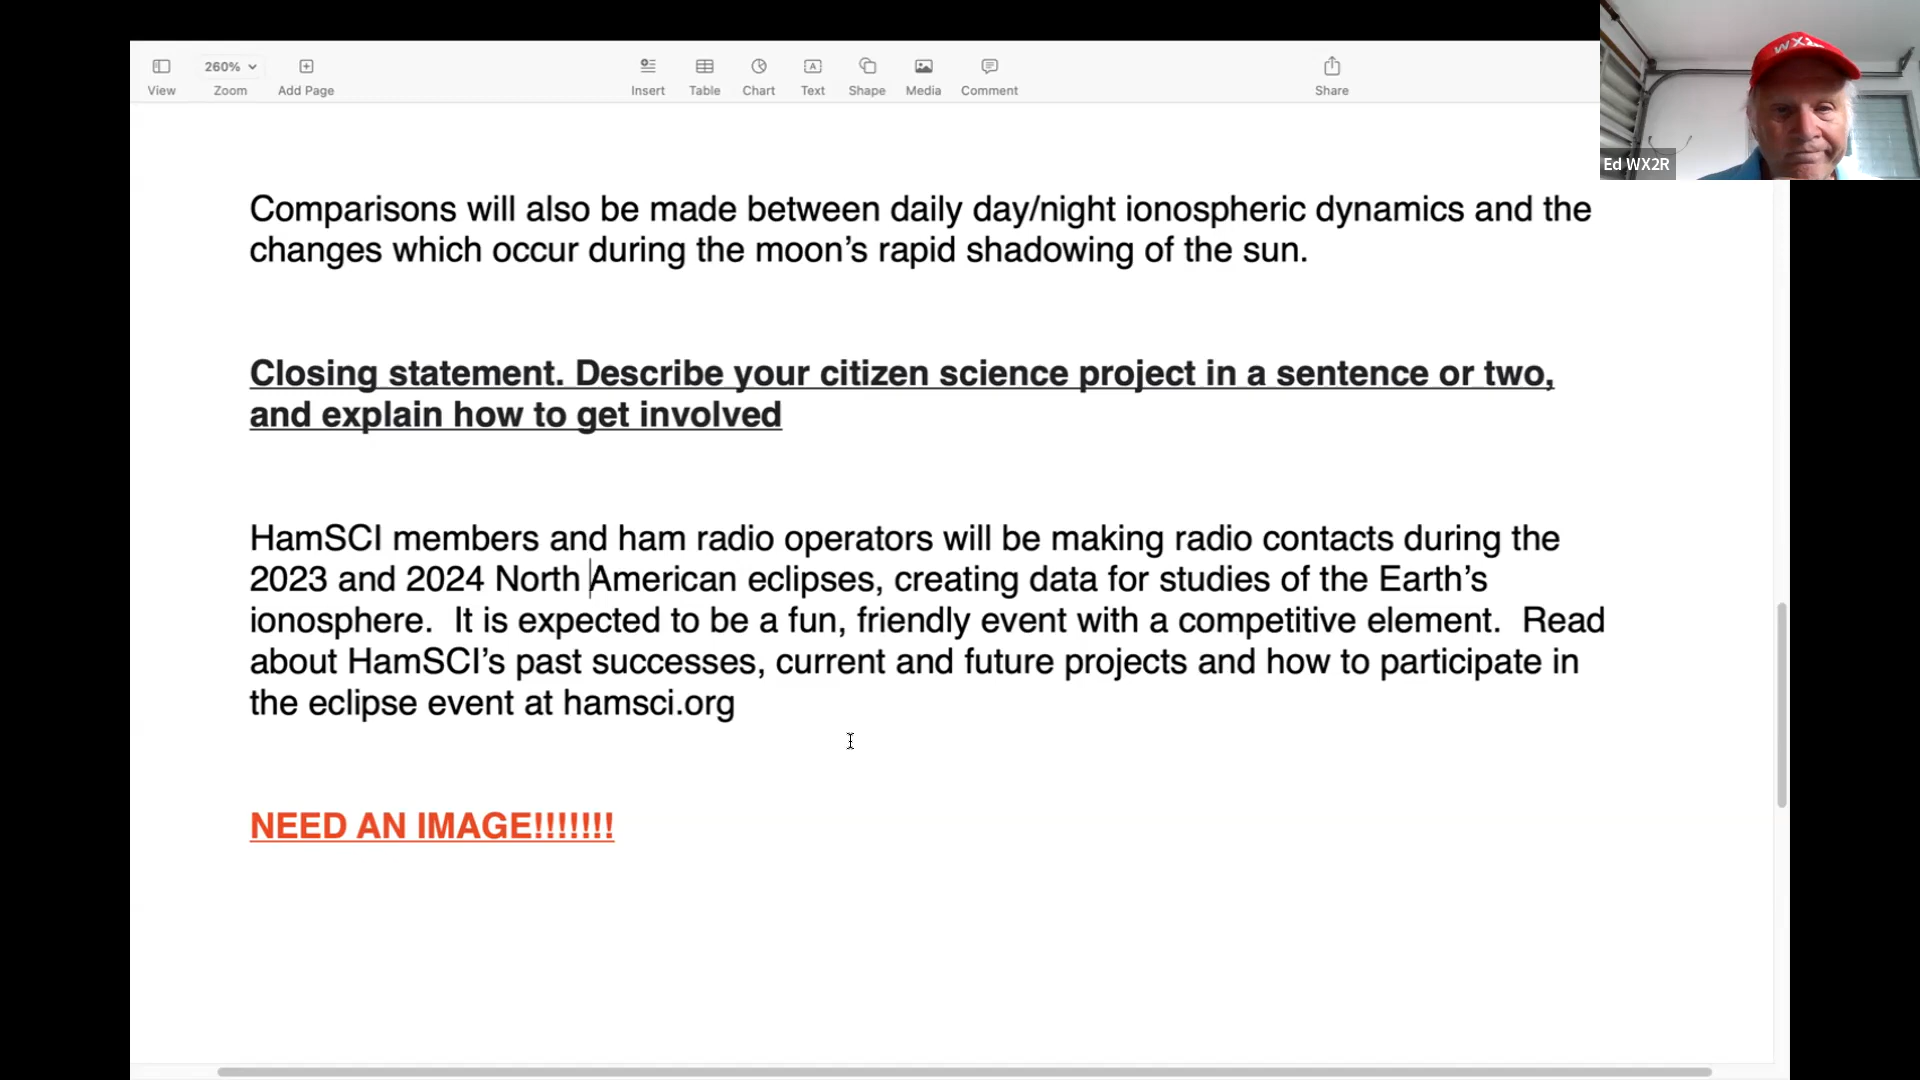 260%
View
Zoom
Add Page
Insert
Table
Chart
Text
Shape
Media
Comment
Share
Ed WX2R
Comparisons will also be made between daily day/night ionospheric dynamics and the
changes which occur during the moon’s rapid shadowing of the sun.
Closing statement. Describe your citizen science project in a sentence or two,
and explain how to get involved
HamSCI members and ham radio operators will be making radio contacts during the
2023 and 2024 North American eclipses, creating data for studies of the Earth’s
ionosphere.  It is expected to be a fun, friendly event with a competitive element.  Read
about HamSCI’s past successes, current and future projects and how to participate in
the eclipse event at hamsci.org
NEED AN IMAGE!!!!!!!